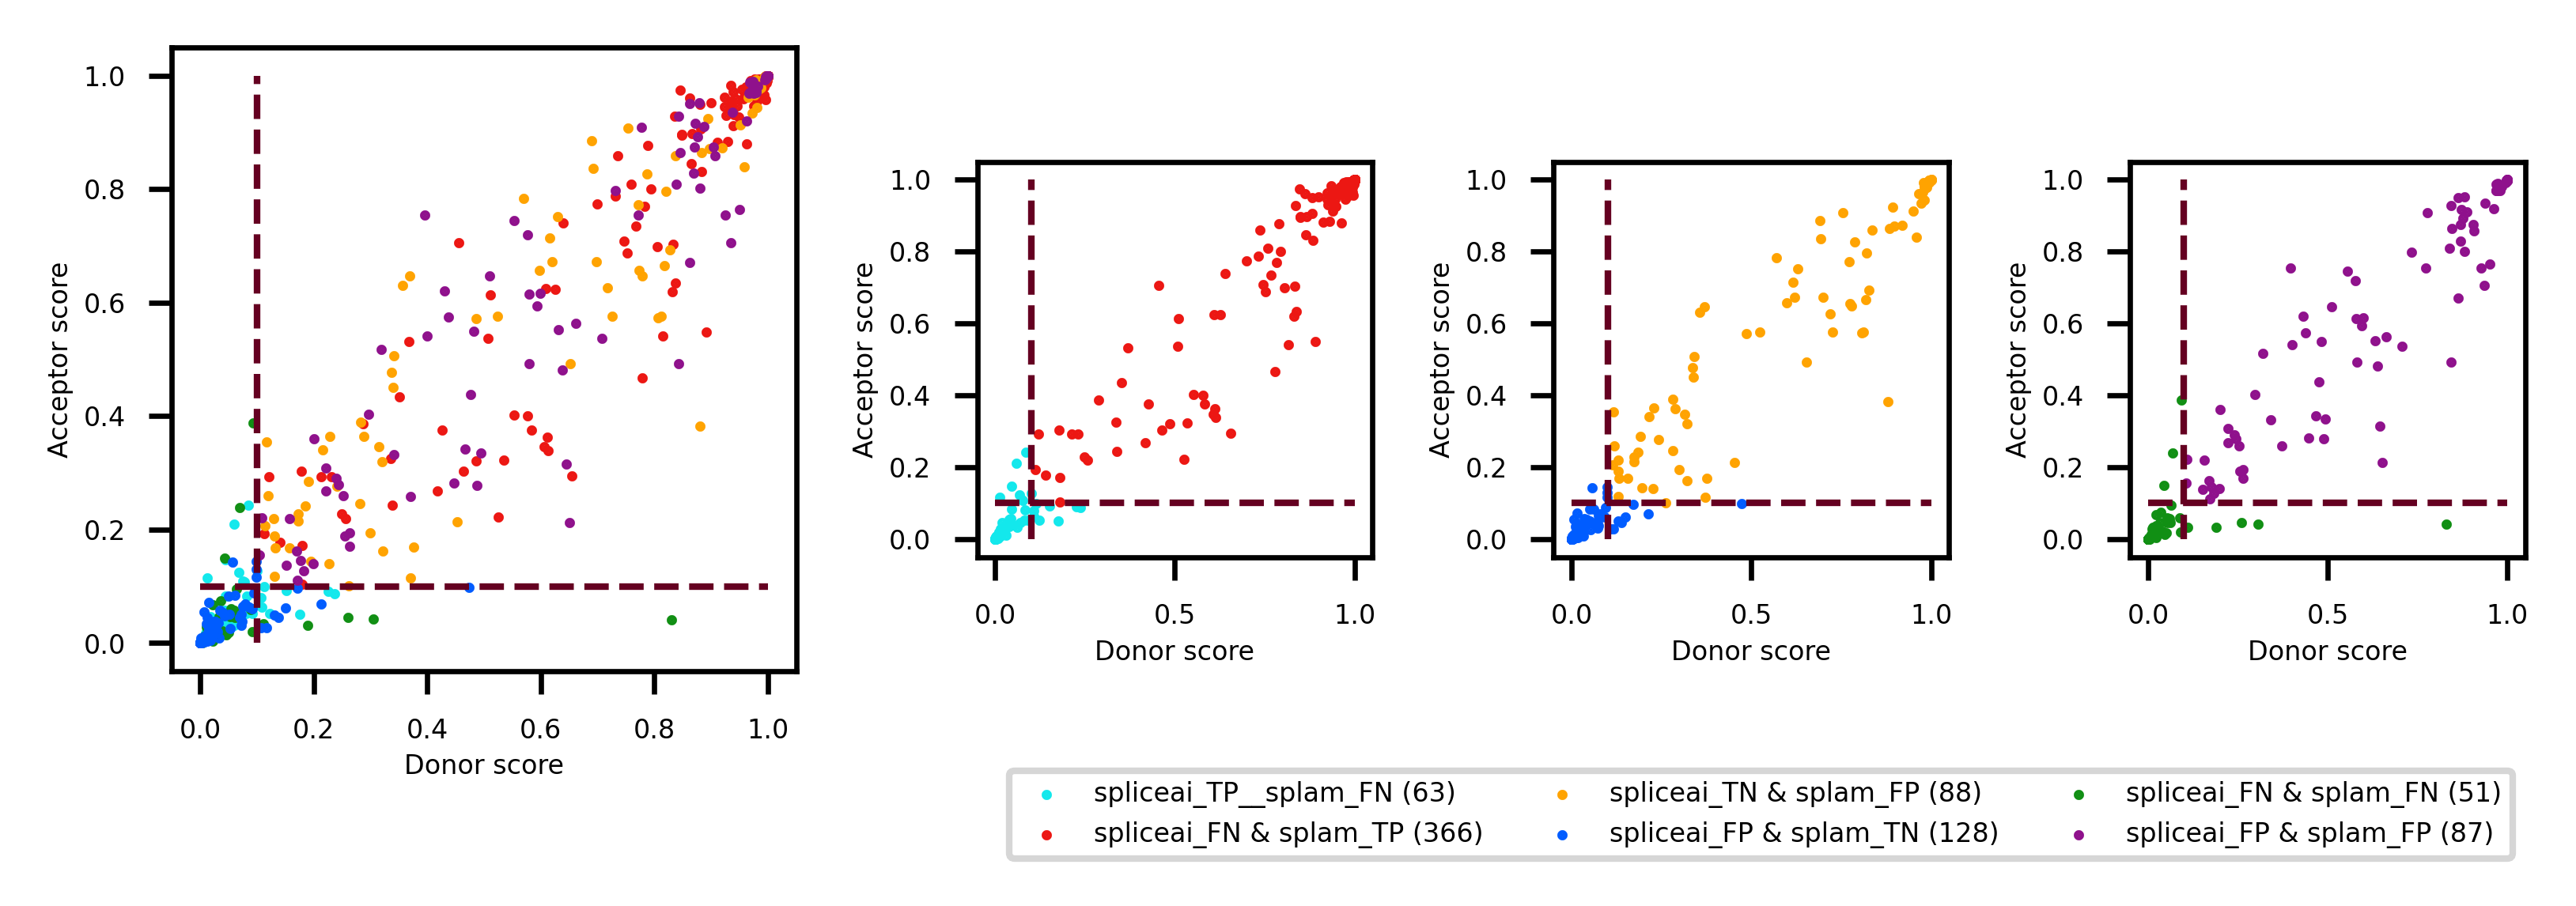 1.0
0.8
0.6
0.4
0.2
0.0
Acceptor score
0.0 0.2 0.4 0.6 0.8 1.0
Donor score
1.0
0.8
0.6
0.4
0.2
0.0
Acceptor score
0.0 0.5 1.0
Donor score
1.0
0.8
0.6
0.4
0.2
0.0
Acceptor score
0.0 0.5 1.0
Donor score
1.0
0.8
0.6
0.4
0.2
0.0
Acceptor score
0.0 0.5 1.0
Donor score
spliceai_TP__splam_FN (63)
spliceai_FN & splam_TP (366)
spliceai_TN & splam_FP (88)
spliceai_FP & splam_TN (128)
spliceai_FN & splam_FN (51)
spliceai_FP & splam_FP (87)